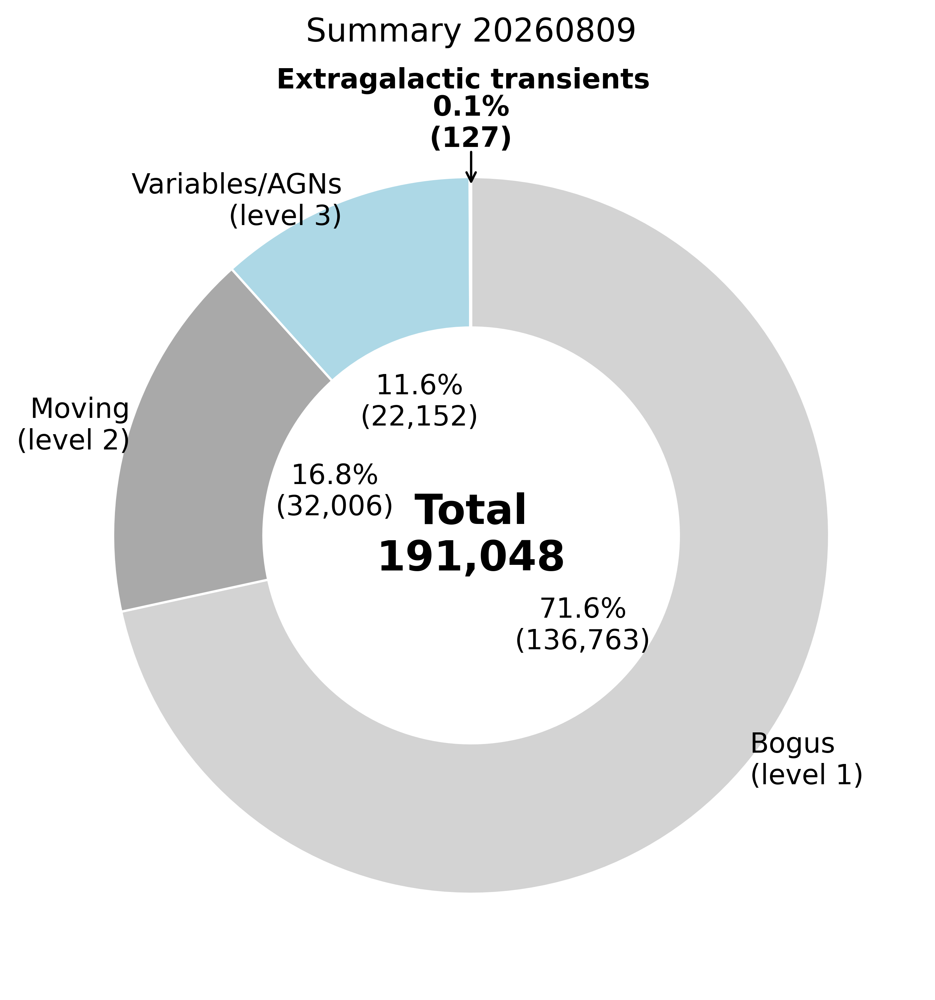 Summary 20260809
Extragalactic transients
0.1%
(127)
Variables/AGNs
(level 3)
11.6%
(22,152)
Moving
(level 2)
16.8%
(32,006)
Total
191,048
71.6%
(136,763)
Bogus
(level 1)